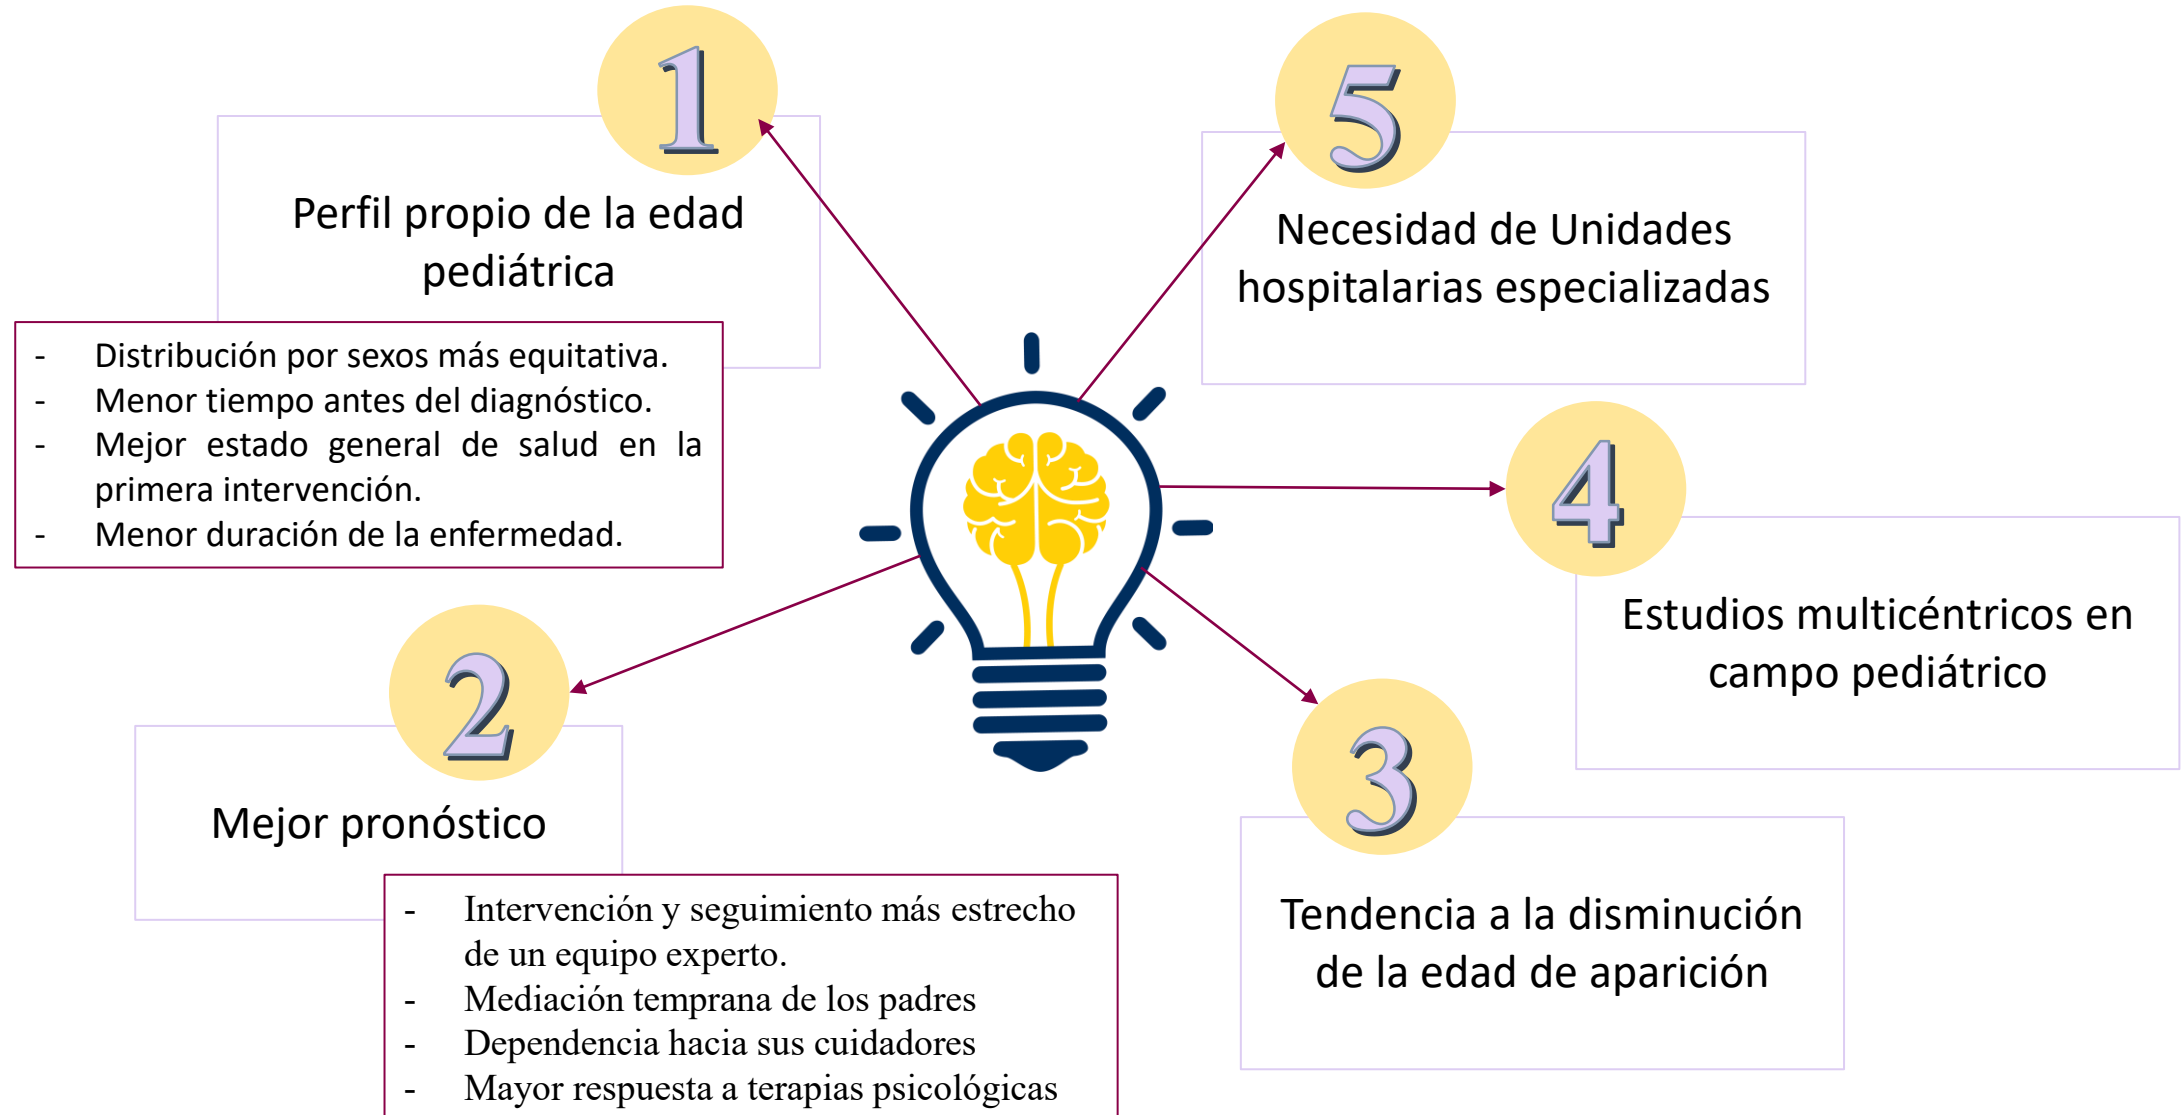 1
Perfil propio de la edad
pediátrica
- Distribución por sexos más equitativa.
- Menor tiempo antes del diagnóstico.
- Mejor estado general de salud en la
primera intervención.
- Menor duración de la enfermedad.
2
Mejor pronóstico
- Intervención y seguimiento más estrecho
de un equipo experto.
- Mediación temprana de los padres
- Dependencia hacia sus cuidadores
- Mayor respuesta a terapias psicológicas
3
Tendencia a la disminución
de la edad de aparición
4
Estudios multicéntricos en
campo pediátrico
5
Necesidad de Unidades
hospitalarias especializadas